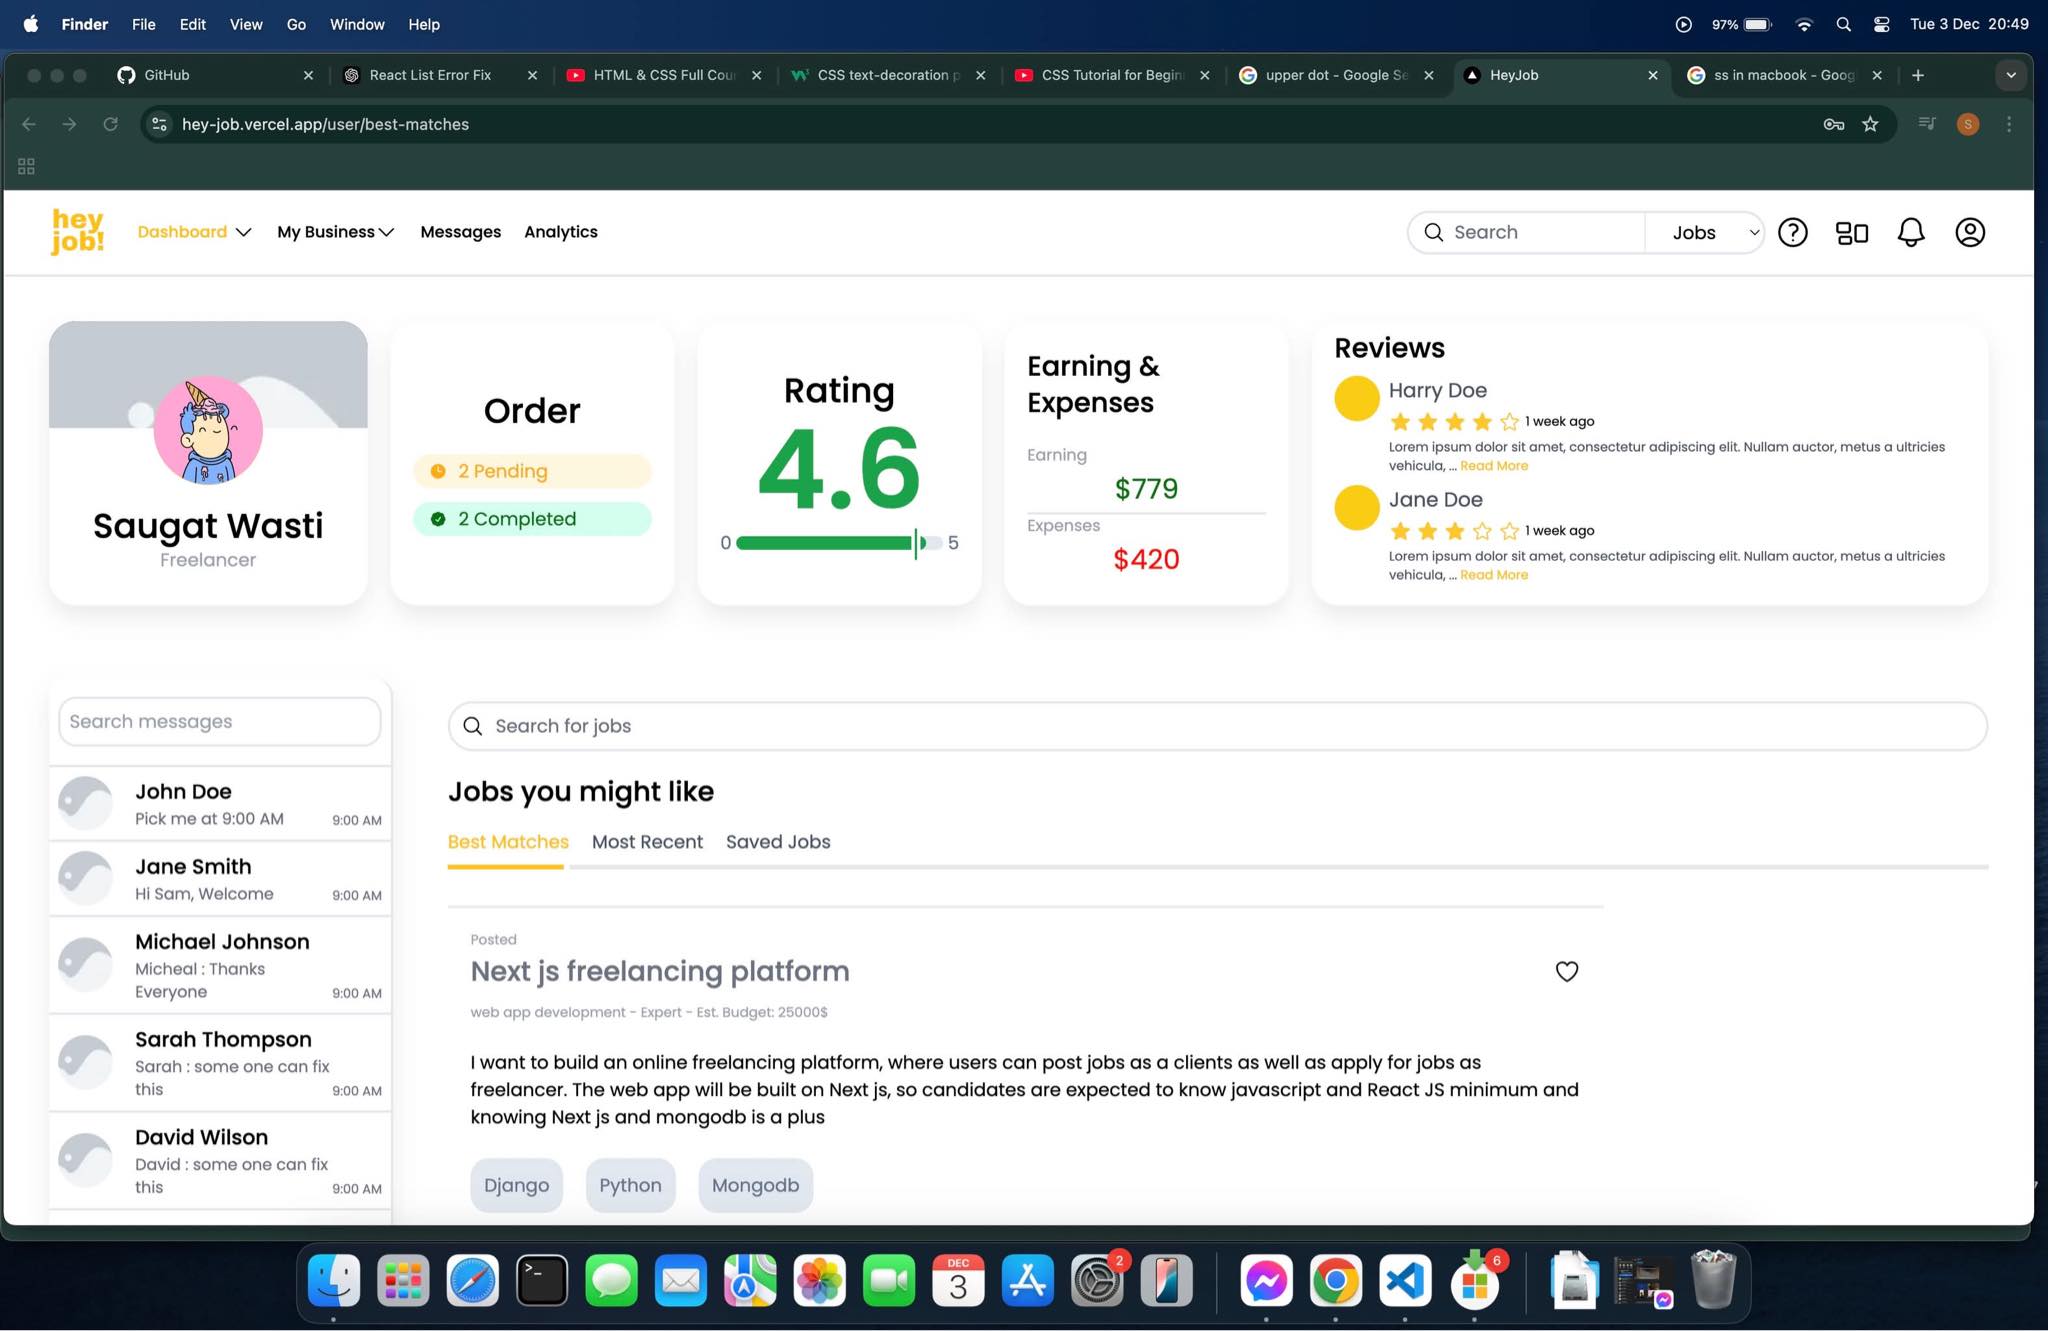 Finder File Edit View Go Window Help
97% Tue 3 Dec 20:49
GitHub
React List Error Fix
HTML & CSS Full Cou
CSS text-decoration p
CSS Tutorial for Begin
upper dot - Google Se
HeyJob
ss in macbook - Goog
hey-job.vercel.app/user/best-matches
S
hey
job!
Dashboard My Business Messages Analytics
Search Jobs
Saugat Wasti
Freelancer
Order
2 Pending
2 Completed
Rating
4.6
0 5
Earning &
Expenses
Earning
$779
Expenses
$420
Reviews
Harry Doe
1 week ago
Lorem ipsum dolor sit amet, consectetur adipiscing elit. Nullam auctor, metus a ultricies
vehicula, ... Read More
Jane Doe
1 week ago
Lorem ipsum dolor sit amet, consectetur adipiscing elit. Nullam auctor, metus a ultricies
vehicula, ... Read More
Search messages
John Doe
Pick me at 9:00 AM 9:00 AM
Jane Smith
Hi Sam, Welcome 9:00 AM
Michael Johnson
Micheal : Thanks
Everyone 9:00 AM
Sarah Thompson
Sarah : some one can fix
this 9:00 AM
David Wilson
David : some one can fix
this 9:00 AM
Search for jobs
Jobs you might like
Best Matches Most Recent Saved Jobs
Posted
Next js freelancing platform
web app development - Expert - Est. Budget: 25000$
I want to build an online freelancing platform, where users can post jobs as a clients as well as apply for jobs as
freelancer. The web app will be built on Next js, so candidates are expected to know javascript and React JS minimum and
knowing Next js and mongodb is a plus
Django Python Mongodb
DEC
3
2
6